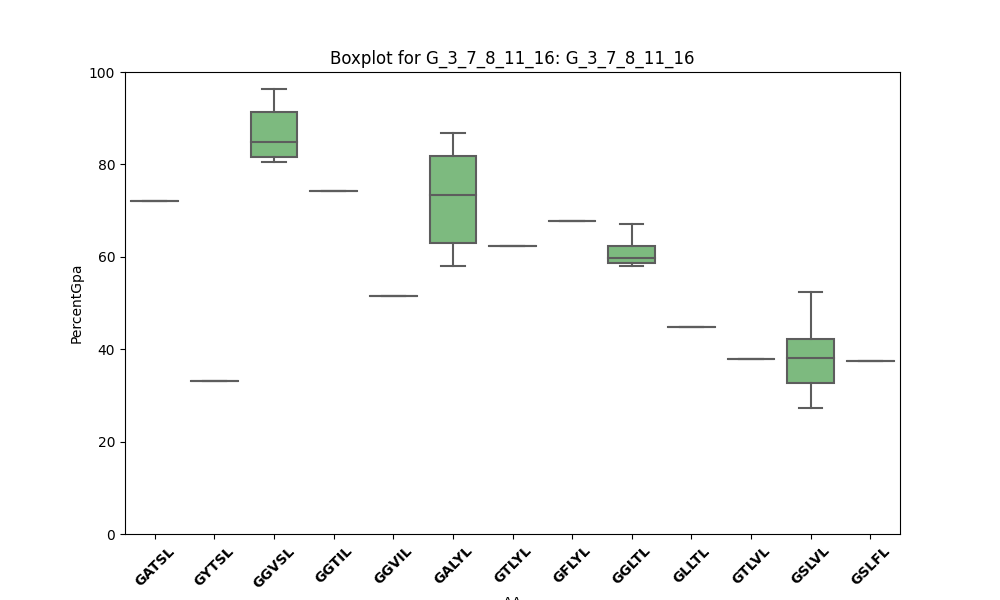 Boxplot for G_3_7_8_11_16: G_3_7_8_11_16
100
80
60
40
20
0
PercentGpa
GATSL
GYTSL
GGVSL
GGTIL
GGVIL
GALYL
GTLYL
GFLYL
GGLTL
GLLTL
GTLVL
GSLVL
GSLFL